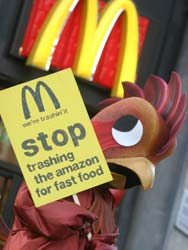 we're trashin' it
stop
trashing
the amazon
for fast food